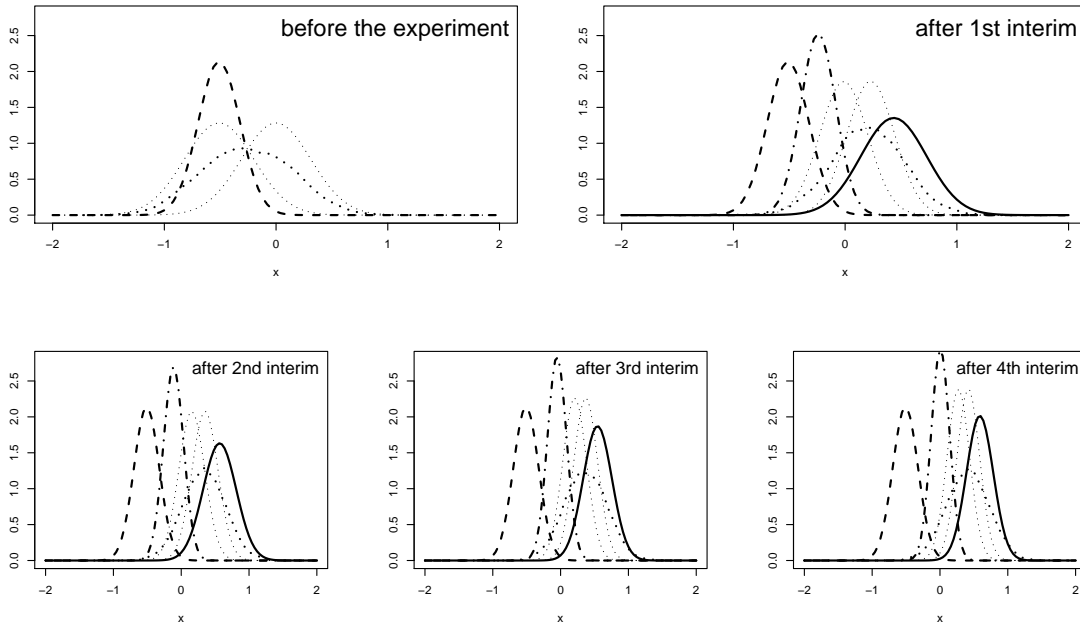 before the experiment
0.0 0.5 1.0 1.5 2.0 2.5
−2 −1 0 1 2
x
after 1st interim
0.0 0.5 1.0 1.5 2.0 2.5
−2 −1 0 1 2
x
after 2nd interim
0.0 0.5 1.0 1.5 2.0 2.5
−2 −1 0 1 2
x
after 3rd interim
0.0 0.5 1.0 1.5 2.0 2.5
−2 −1 0 1 2
x
after 4th interim
0.0 0.5 1.0 1.5 2.0 2.5
−2 −1 0 1 2
x